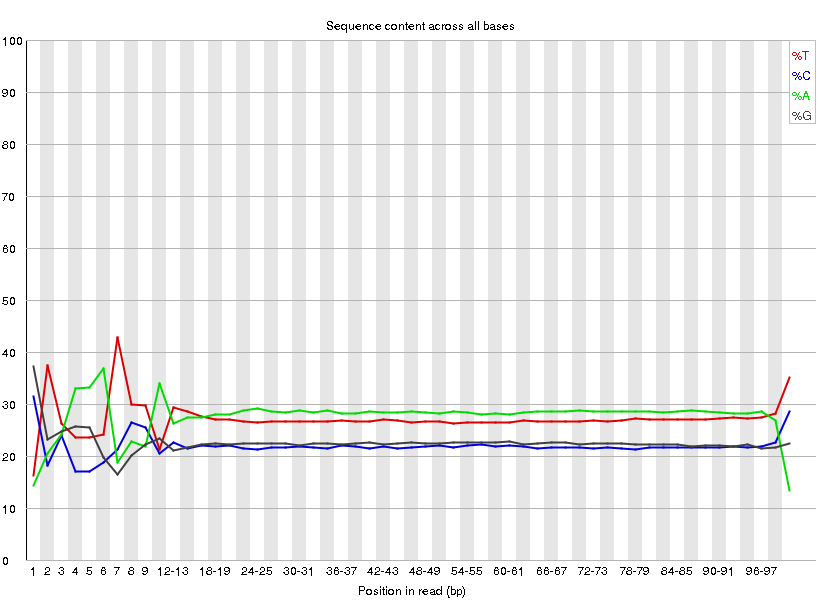 Sequence content across all bases
100
90
80
70
60
50
40
30
20
10
0
%T
%C
%A
%G
1 2 3 4 5 6 7 8 9 12-13 18-19 24-25 30-31 36-37 42-43 48-49 54-55 60-61 66-67 72-73 78-79 84-85 90-91 96-97
Position in read (bp)